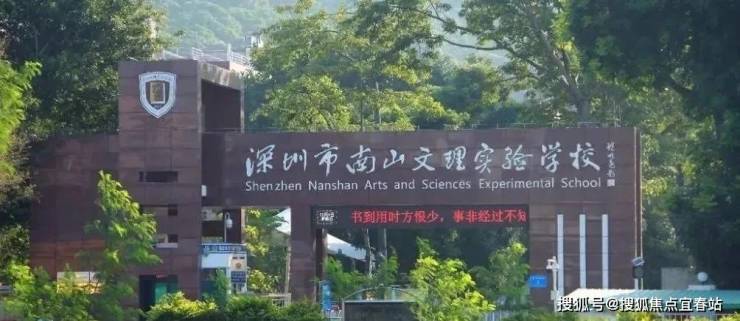 深圳市南山文理实验学校
Shenzhen Nanshan Arts and Sciences Experimental School
书到用时方恨少，事非经过不知
搜狐号@搜狐焦点宜春站